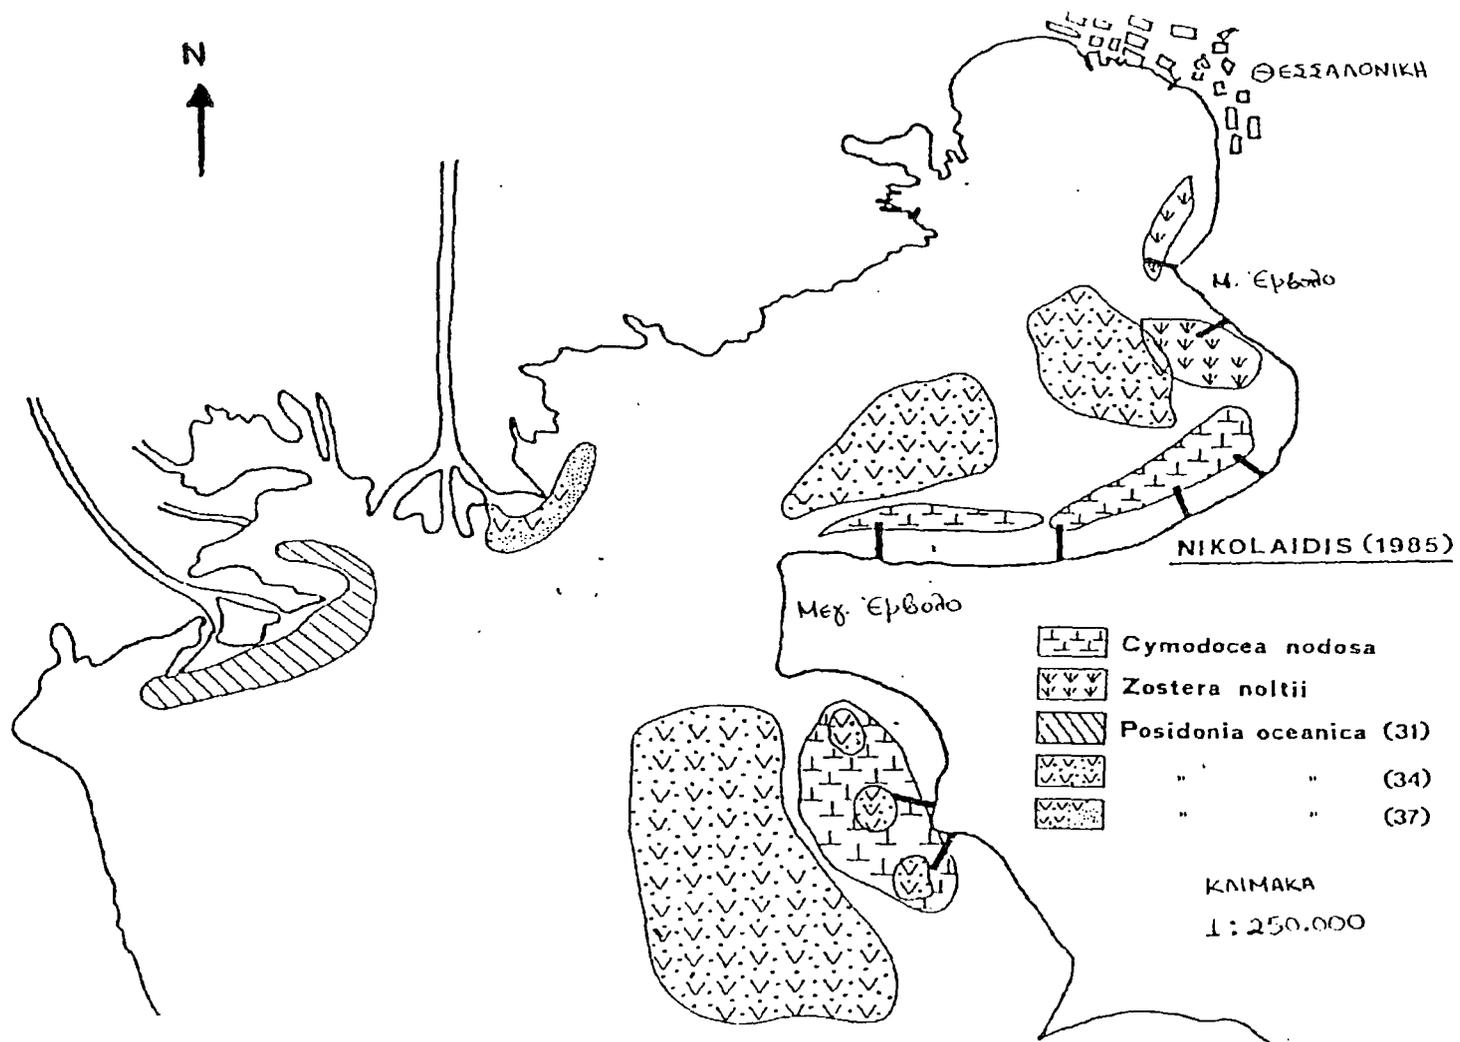 N
ΘΕΣΣΑΛΟΝΙΚΗ
Μ. Έμβολο
NIKOLAIDIS (1985)
Μεγ. Έμβολο
Cymodocea nodosa
Zostera noltii
Posidonia oceanica (31)
" " (34)
" " (37)
ΚΛΙΜΑΚΑ
1:250.000